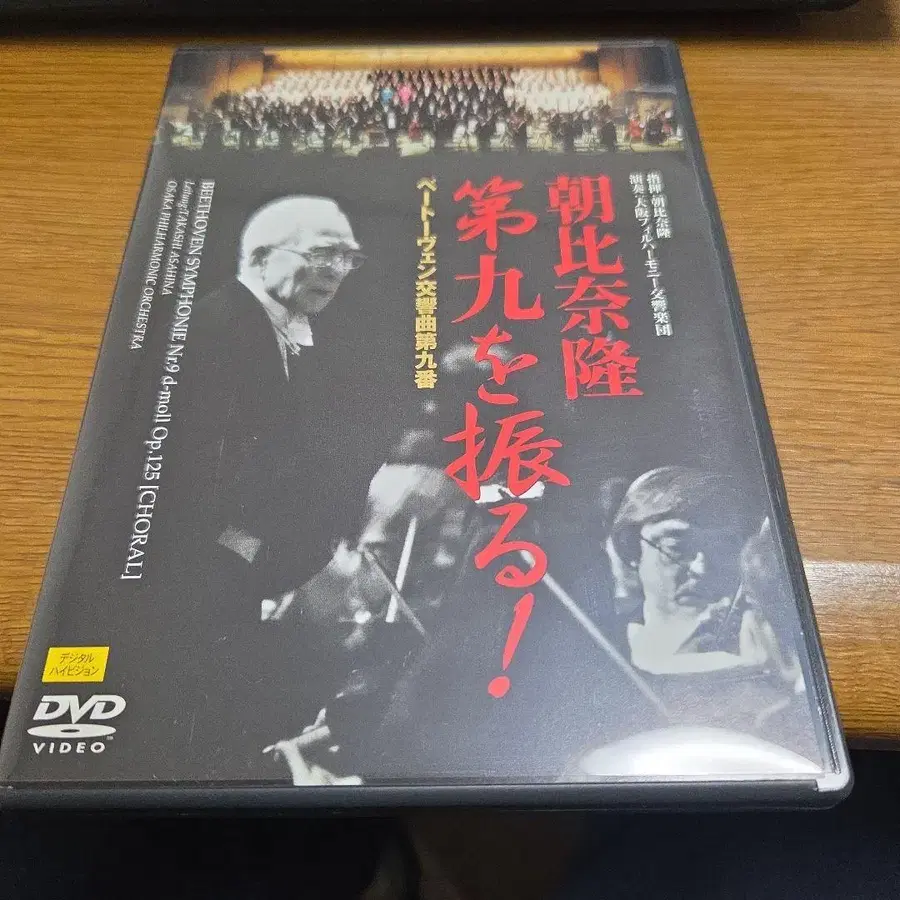 指揮 朝比奈隆
演奏 大阪フィルハーモニー交響楽団
朝比奈隆
第九を振る!
ベートーヴェン交響曲第九番
BEETHOVEN SYMPHONIE Nr.9 d-moll Op.125 [CHORAL]
Leitung/TAKASHI ASAHINA
OSAKA PHILHARMONIC ORCHESTRA
デジタル
ハイビジョン
DVD
VIDEO
TM